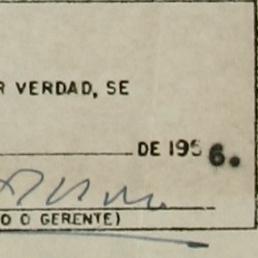 R VERDAD, SE
DE 1956.
O O GERENTE)